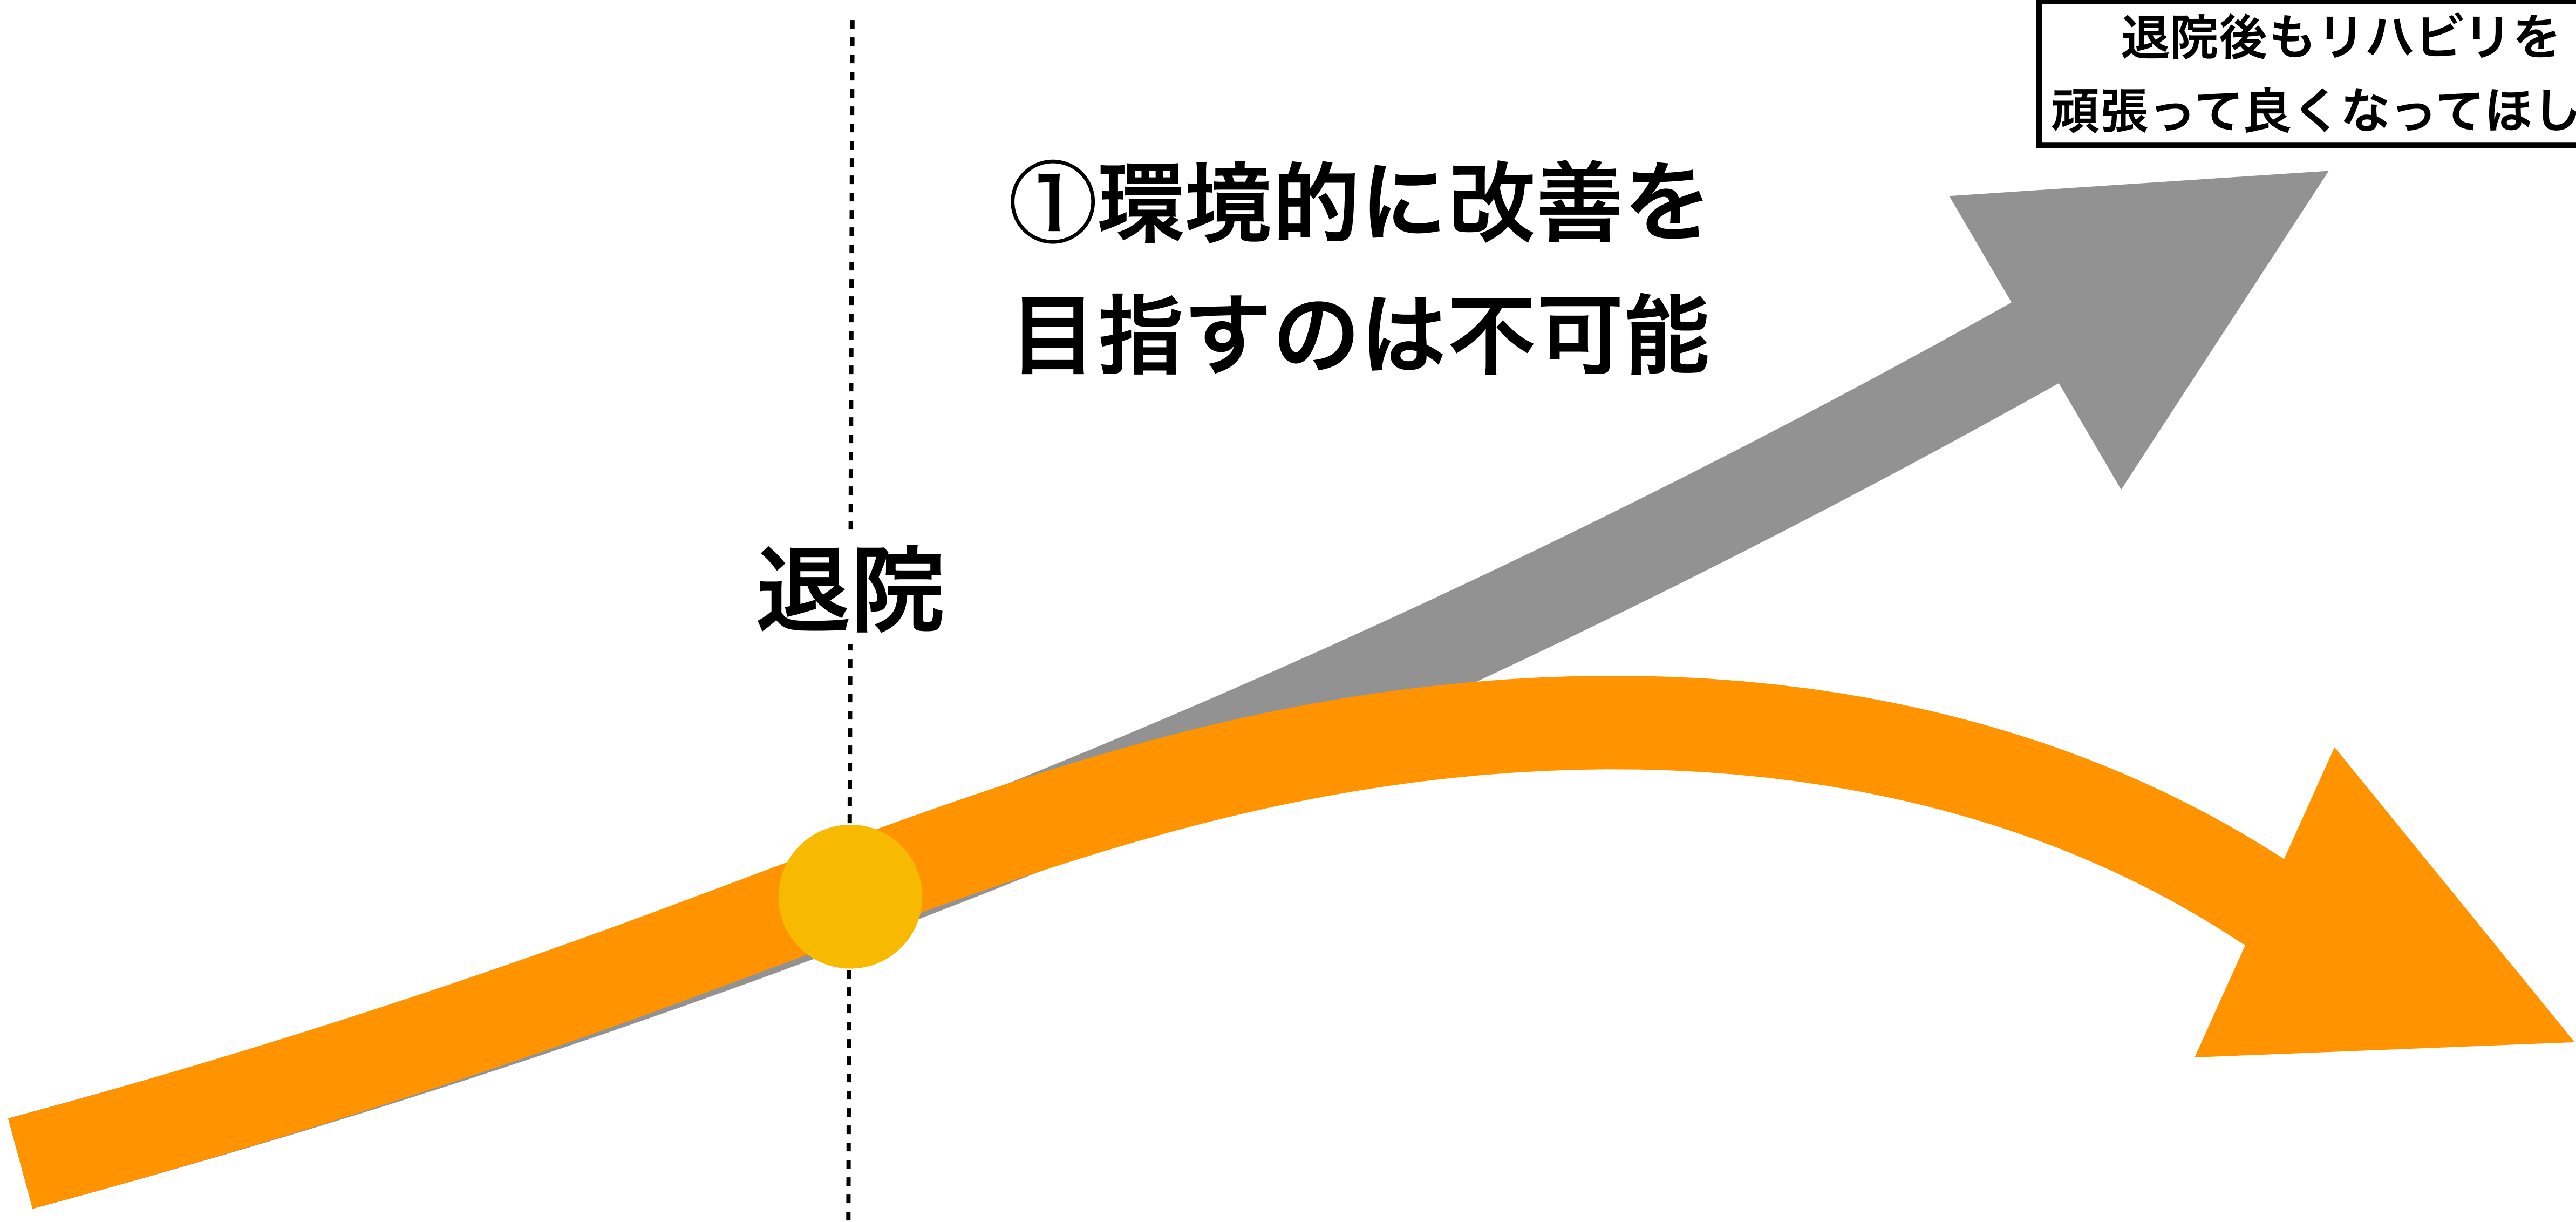 退院後もリハビリを
頑張って良くなってほし
①環境的に改善を
目指すのは不可能
退院